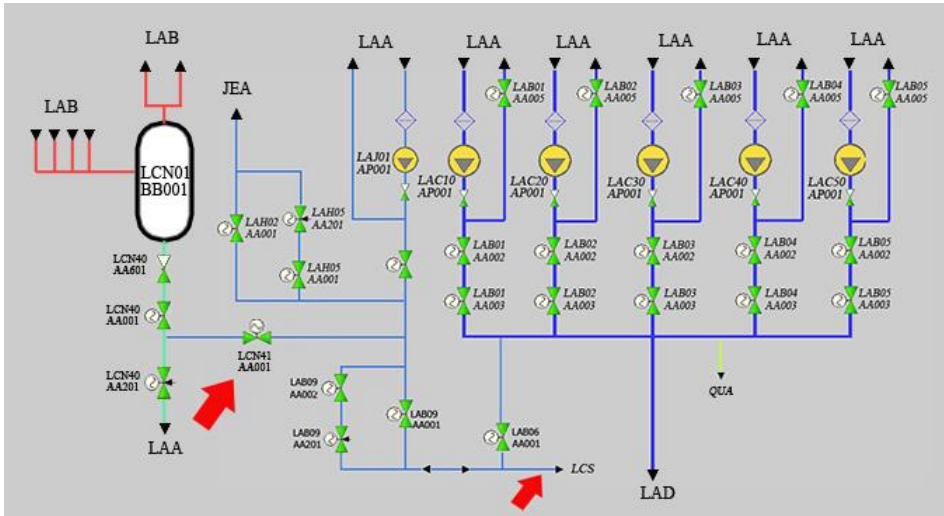 LAB
LAB
LCN01
BB001
LCN40
AA601
LCN40
AA001
LCN40
AA201
LAA
LCN41
AA001
JEA
LAH02
AA001
LAH05
AA201
LAH05
AA001
LAA
LAJ01
AP001
LAB09
AA002
LAB09
AA201
LAB09
AA001
LAB06
AA001
LCS
LAA
LAB01
AA005
LAC10
AP001
LAB01
AA002
LAB01
AA003
LAA
LAB02
AA005
LAC20
AP001
LAB02
AA002
LAB02
AA003
LAA
LAB03
AA005
LAC30
AP001
LAB03
AA002
LAB03
AA003
LAD
LAA
LAB04
AA005
LAC40
AP001
LAB04
AA002
LAB04
AA003
QUA
LAA
LAB05
AA005
LAC50
AP001
LAB05
AA002
LAB05
AA003